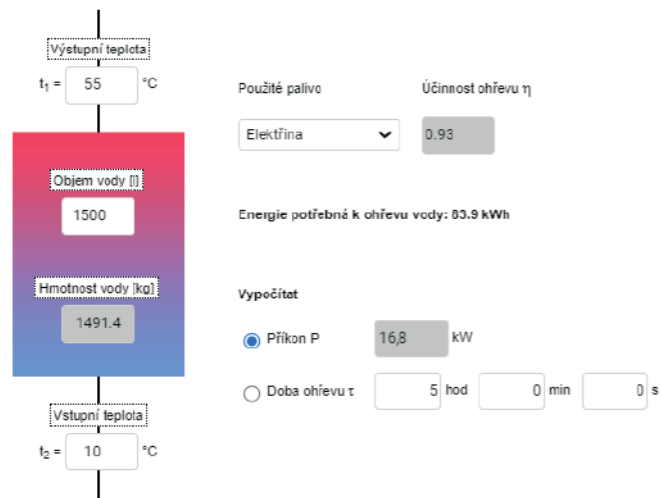 Výstupní teplota
t₁ = 55 °C
Použité palivo
Účinnost ohřevu η
Elektřina
0.93
Objem vody [l]
1500
Energie potřebná k ohřevu vody: 83.9 kWh
Hmotnost vody [kg]
1491.4
Vypočítat
Příkon P 16,8 kW
Doba ohřevu τ 5 hod 0 min 0 s
Vstupní teplota
t₂ = 10 °C